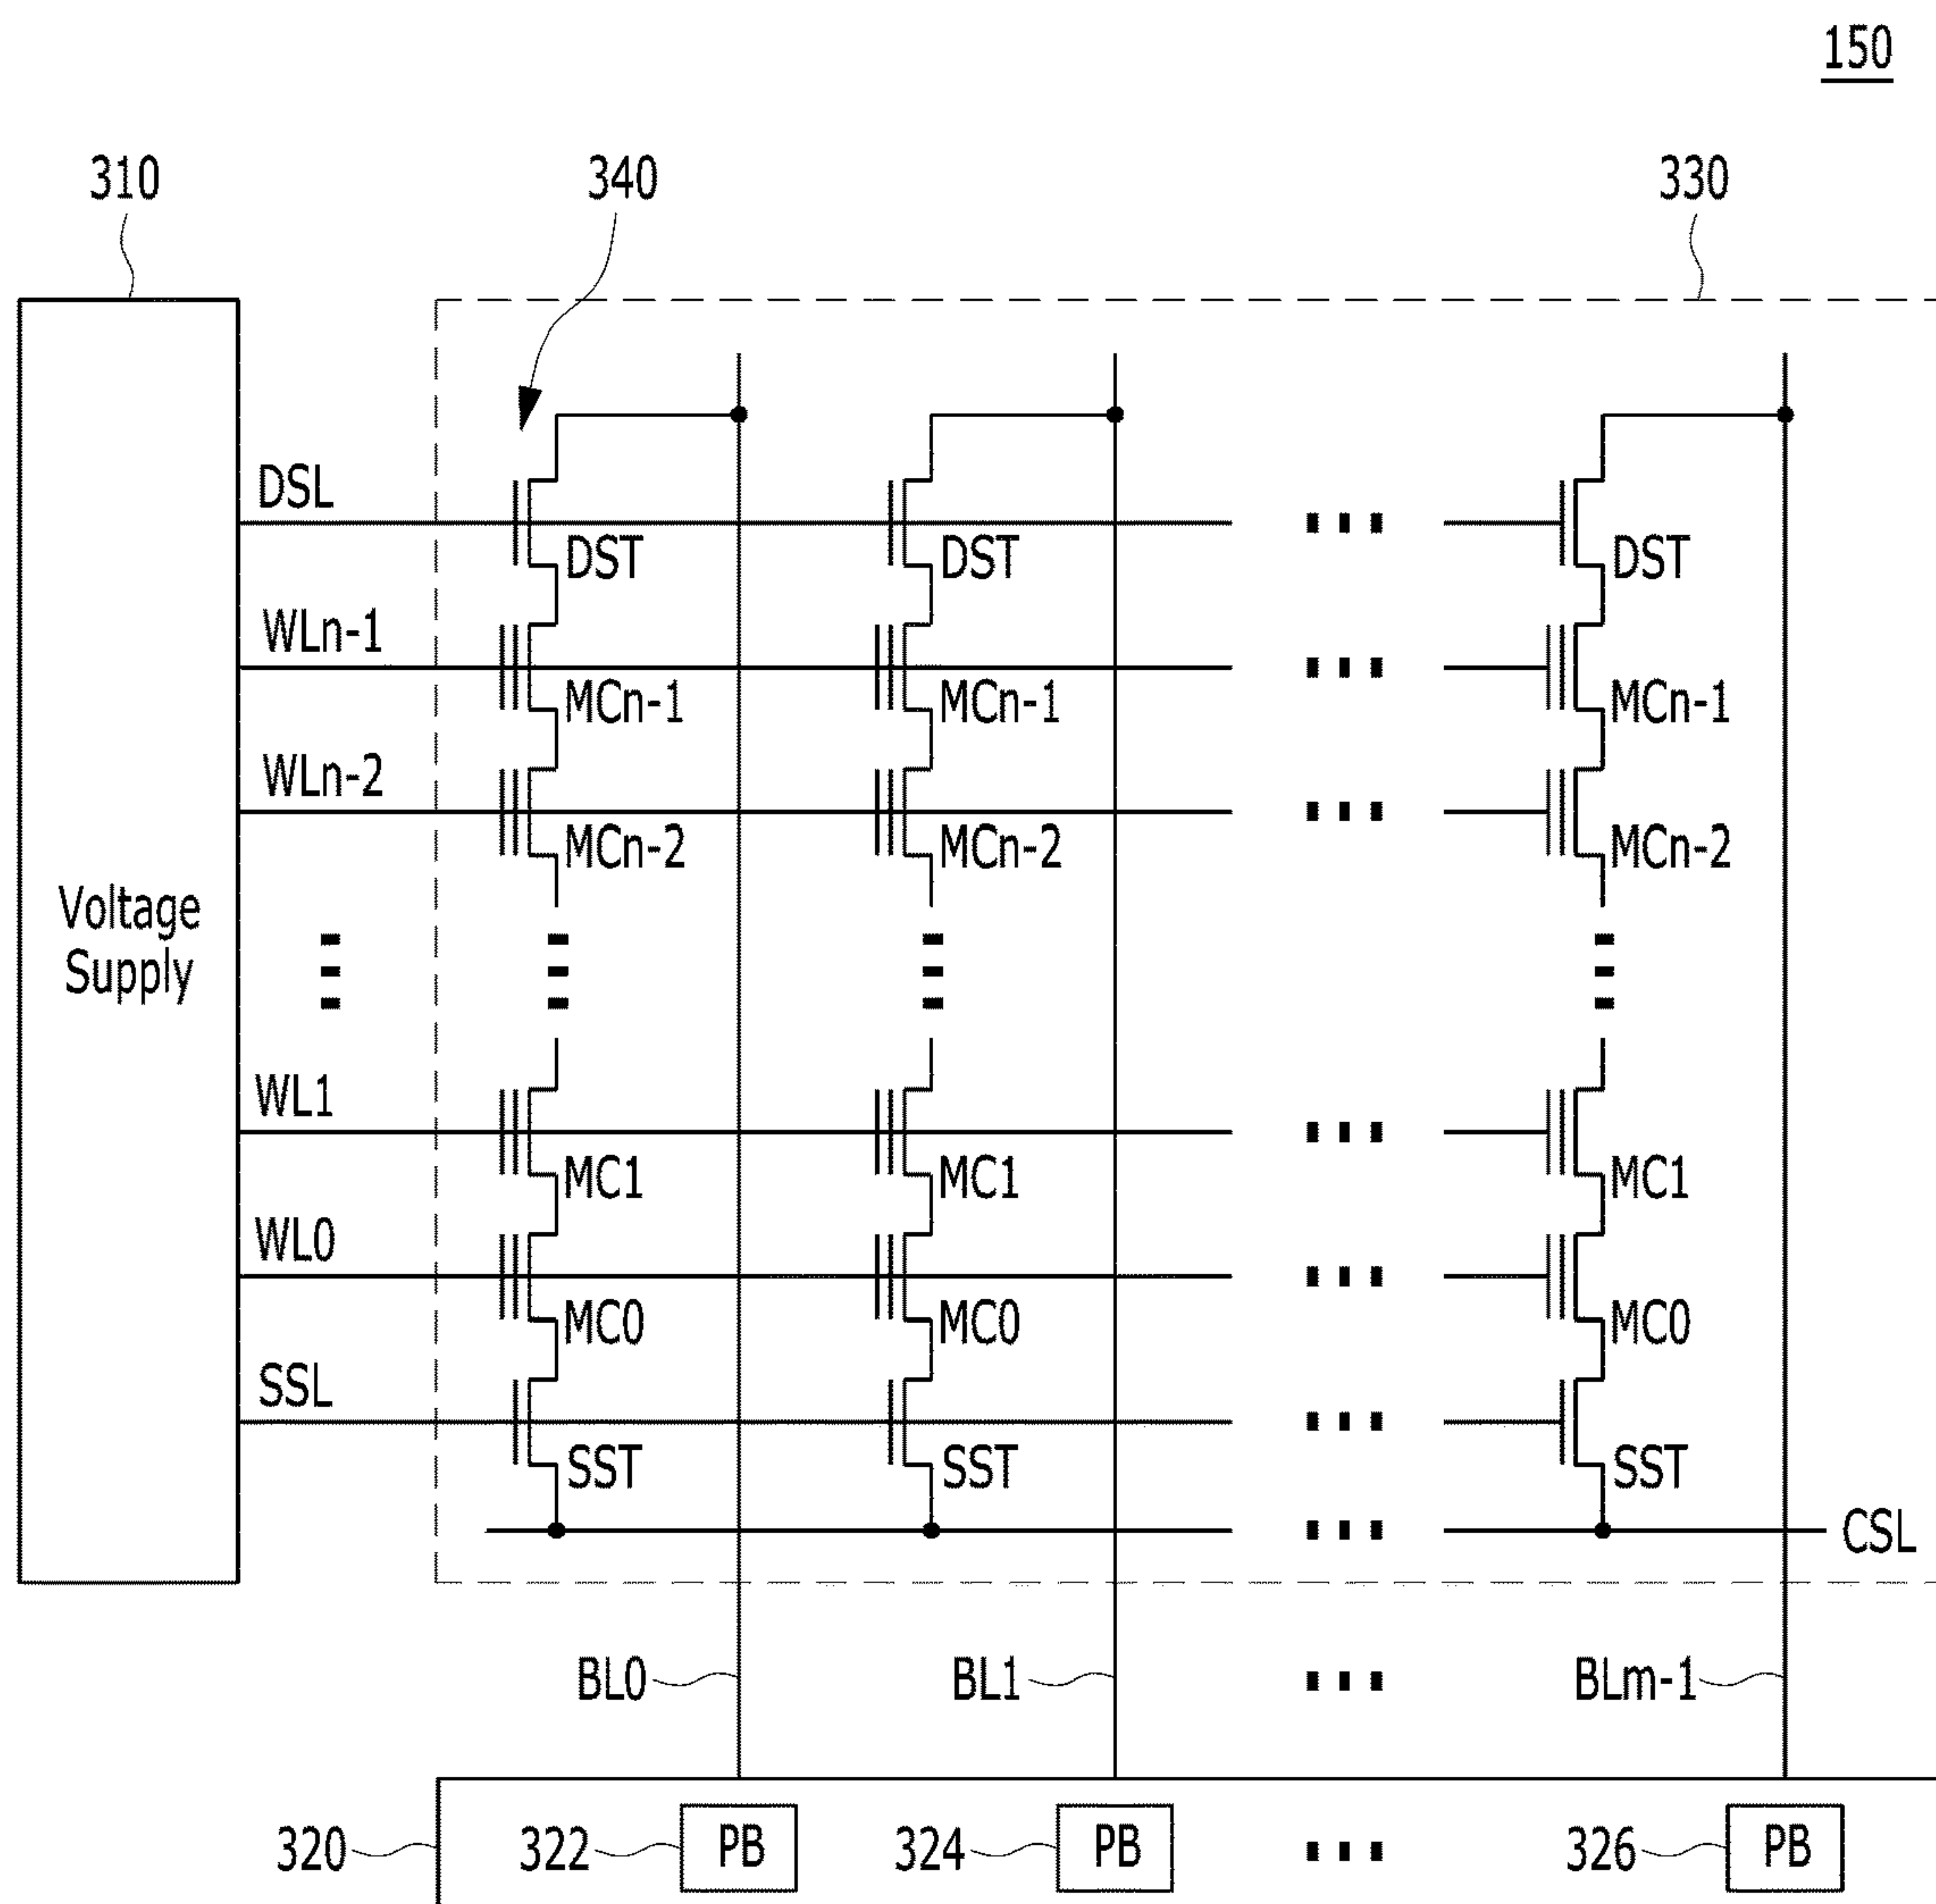 150
310 340 330
DSL
DST DST DST
WLn-1
MCn-1 MCn-1 MCn-1
WLn-2
MCn-2 MCn-2 MCn-2
Voltage
Supply
WL1
MC1 MC1 MC1
WL0
MC0 MC0 MC0
SSL
SST SST SST
CSL
BL0 BL1 BLm-1
320 322 PB 324 PB 326 PB